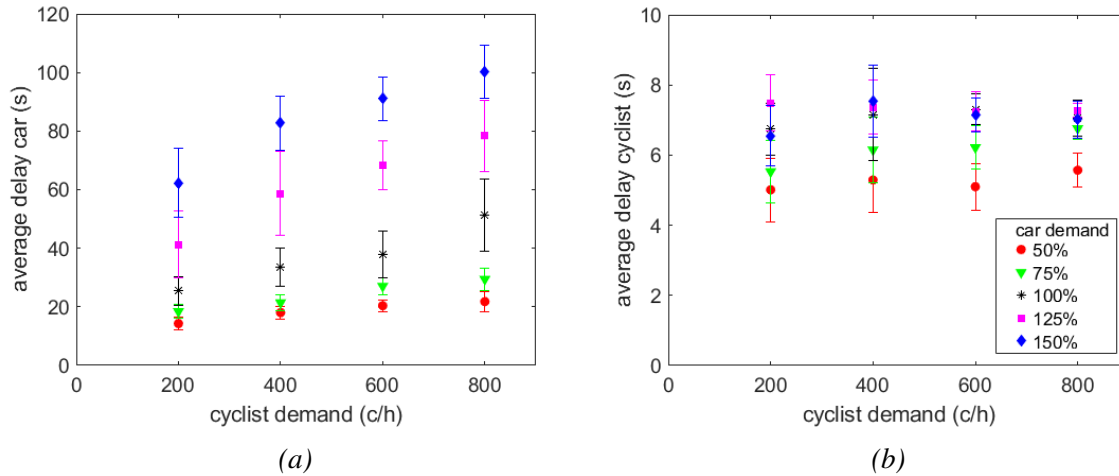 120
100
80
60
40
20
0
average delay car (s)
0 200 400 600 800
cyclist demand (c/h)
(a)
10
8
6
4
2
0
average delay cyclist (s)
car demand
50%
75%
100%
125%
150%
0 200 400 600 800
cyclist demand (c/h)
(b)